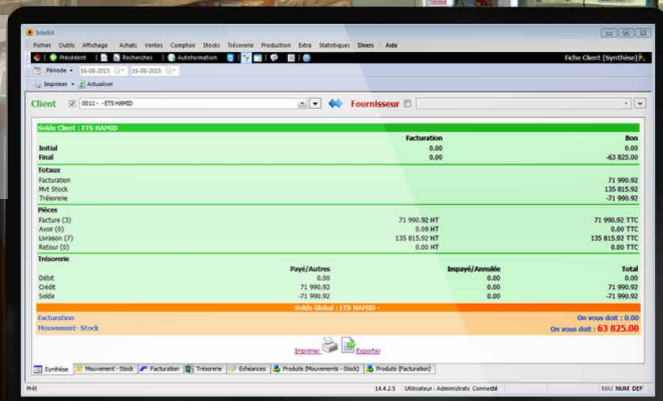 IntelliX
Fichier Outils Affichage Achats Ventes Comptoir Stocks Trésorerie Production Extra Statistiques Divers Aide
Précédent Recherches Autoformation Fiche Client [Synthèse]
Période 16-08-2015 16-08-2015
Imprimer Actualiser
Client 0011 - -ETS HAMID Fournisseur
Solde Client : ETS HAMID
Facturation Bon
Initial 0.00 0.00
Final 0.00 -63 825.00
Totaux
Facturation 71 990.92
Mvt Stock 135 815.92
Trésorerie -71 990.92
Pièces
Facture (3) 71 990.92 HT 71 990.92 TTC
Avoir (0) 0.00 HT 0.00 TTC
Livraison (7) 135 815.92 HT 135 815.92 TTC
Retour (0) 0.00 HT 0.00 TTC
Trésorerie
Payé/Autres Impayé/Annulée Total
Débit 0.00 0.00 0.00
Crédit 71 990.92 0.00 71 990.92
Solde -71 990.92 0.00 -71 990.92
Solde Global : ETS HAMID -
Facturation On vous doit : 0.00
Mouvement- Stock On vous doit : 63 825.00
Imprimer Exporter
Synthèse Mouvement - Stock Facturation Trésorerie Echéances Produits (Mouvements - Stock) Produits (Facturation)
Prêt 14.4.2.5 Utilisateur : Administratis Connecté MAJ NUM DEF